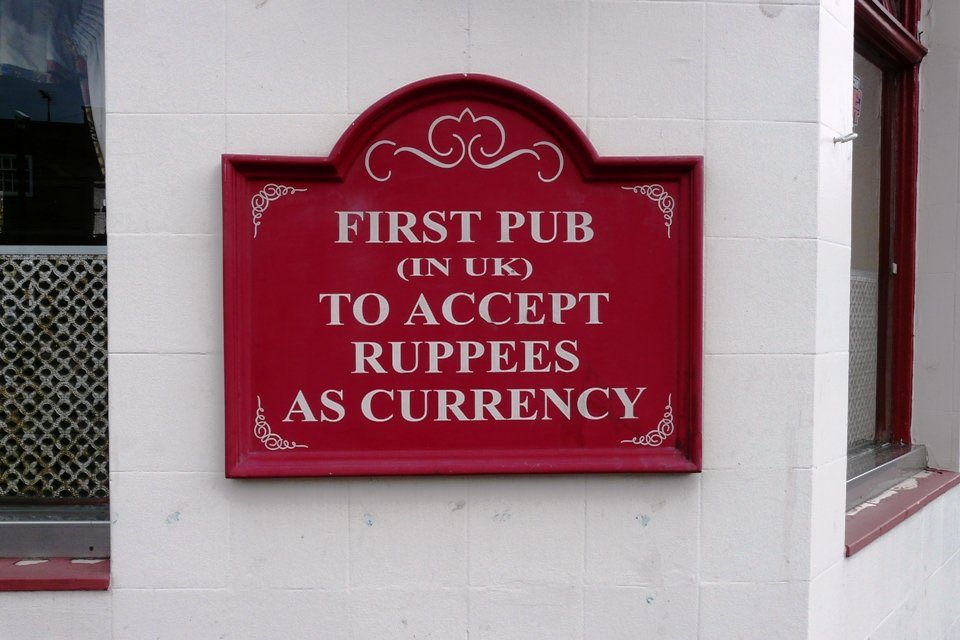 FIRST PUB
(IN UK)
TO ACCEPT
RUPPEES
AS CURRENCY